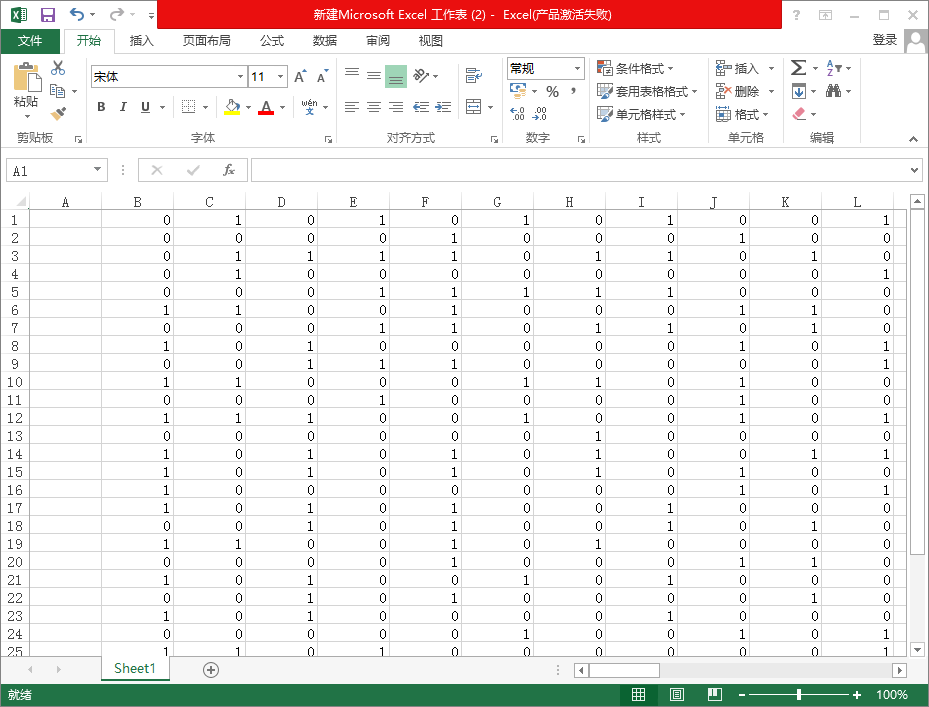 新建Microsoft Excel 工作表 (2) - Excel(产品激活失败)
文件 开始 插入 页面布局 公式 数据 审阅 视图 登录
宋体 11 常规 条件格式 插入
粘贴 套用表格格式 删除
B I U A wén 文 % , 单元格样式 格式
剪贴板 字体 对齐方式 数字 样式 单元格 编辑
A1 fx
A B C D E F G H I J K L
1 0 1 0 1 0 1 0 1 0 0 1
2 0 0 0 0 1 0 0 0 1 0 0
3 0 1 1 1 1 0 1 1 0 1 0
4 0 1 0 0 0 0 0 0 0 0 1
5 0 0 0 1 1 1 1 1 0 0 0
6 1 1 0 0 1 0 0 0 1 1 0
7 0 0 0 1 1 0 1 1 0 1 0
8 1 0 1 0 0 0 0 0 1 0 1
9 0 0 1 1 1 0 0 0 0 0 1
10 1 1 0 0 0 1 1 0 1 0 0
11 0 0 0 1 0 0 0 0 1 0 0
12 1 1 1 0 0 1 0 0 1 0 1
13 0 0 0 0 0 0 1 0 0 0 0
14 1 0 1 0 1 0 1 0 0 1 1
15 1 0 1 0 1 0 1 0 1 0 0
16 1 0 0 0 0 0 0 0 1 0 1
17 1 0 1 0 1 0 0 1 0 0 0
18 0 0 1 0 1 0 0 1 0 1 0
19 1 1 0 0 1 0 1 0 0 0 0
20 0 0 0 0 1 0 0 0 1 1 0
21 1 0 1 0 0 1 0 1 0 0 0
22 0 0 1 0 1 0 0 0 0 1 0
23 1 0 1 0 0 0 0 1 0 0 0
24 0 0 0 0 0 1 0 0 1 0 1
25 1 1 0 1 0 0 0 0 0 0 0
Sheet1
就绪 100%